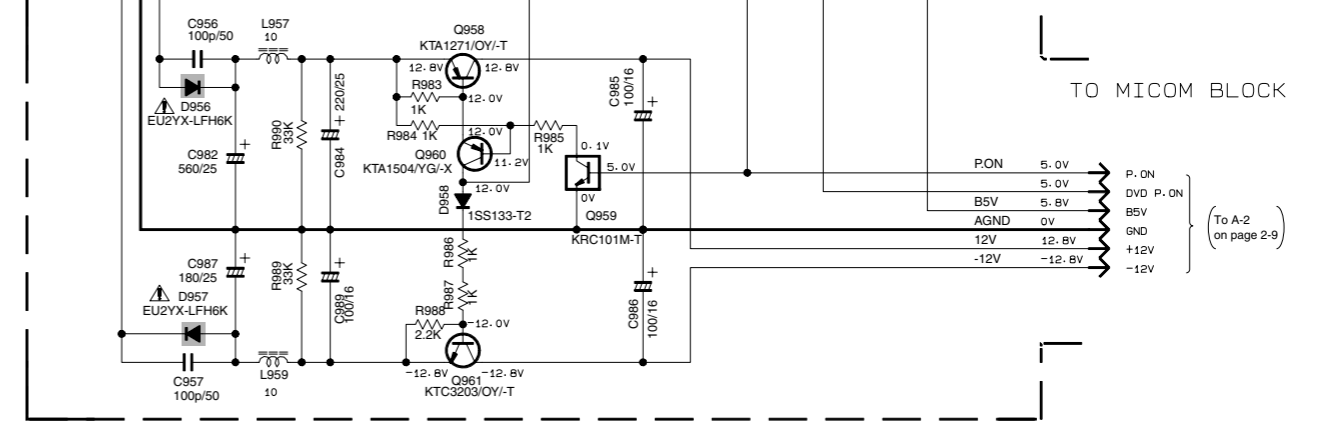 C956
100p/50
L957
10
Q958
KTA1271/OY/-T
12.8V
12.8V
D956
EU2YX-LFH6K
C982
560/25
R990
33K
C984
220/25
R983
1K
12.0V
R984 1K
12.0V
Q960
KTA1504/YG/-X
11.2V
R985
1K
C985
100/16
0.1V
5.0V
0V
Q959
KRC101M-T
D958
12.0V
1SS133-T2
R986
1K
R987
1K
C987
180/25
D957
EU2YX-LFH6K
R989
33K
C989
100/16
R988
2.2K
-12.0V
C986
100/16
-12.8V
-12.8V
Q961
KTC3203/OY/-T
C957
100p/50
L959
10
TO MICOM BLOCK
P.ON 5.0V P.ON
5.0V DVD P.ON
B5V 5.8V B5V
AGND 0V GND
12V 12.8V +12V
-12V -12.8V -12V
To A-2
on page 2-9